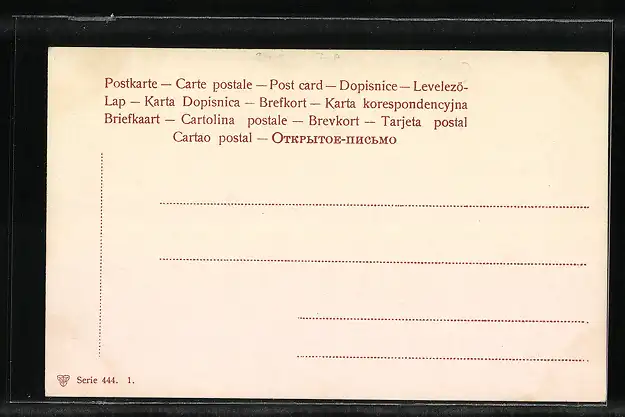 Postkarte — Carte postale — Post card — Dopisnice — Levelező-
Lap — Karta Dopisnica — Brefkort — Karta korespondencyjna
Briefkaart — Cartolina postale — Brevkort — Tarjeta postal
Cartao postal — Открытое-письмо
Serie 444. 1.